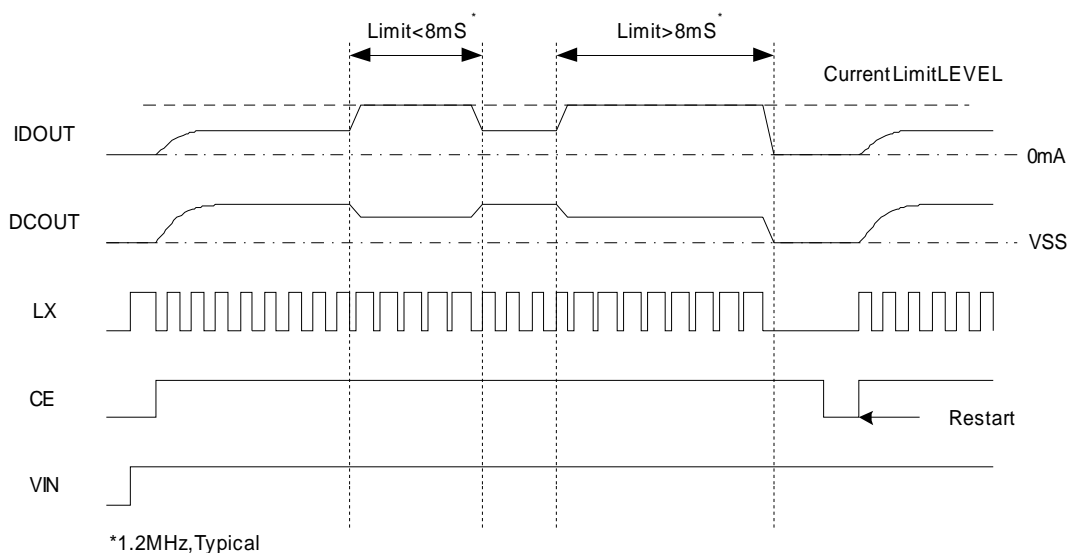 Limit<8mS*
Limit>8mS*
CurrentLimitLEVEL
IDOUT
0mA
DCOUT
VSS
LX
CE
Restart
VIN
*1.2MHz,Typical